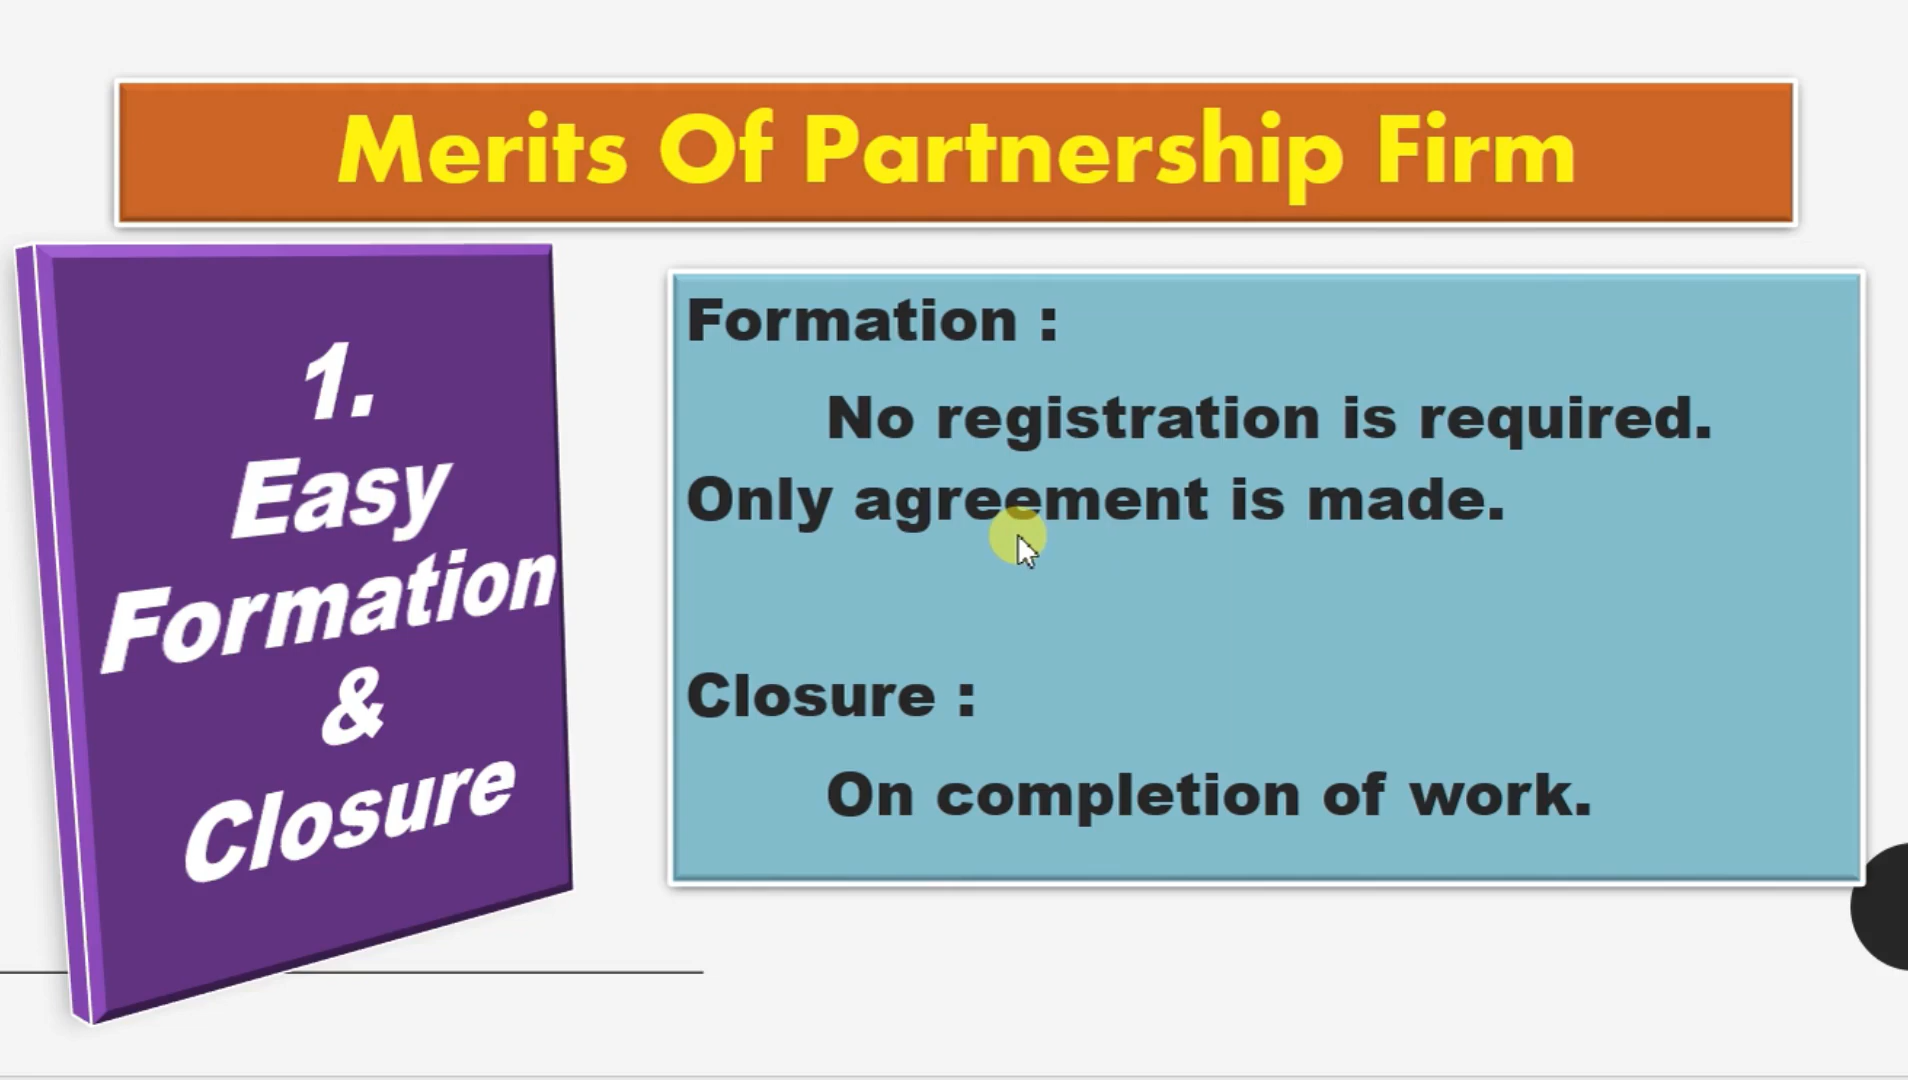 Merits Of Partnership Firm
1.
Easy
Formation
&
Closure
Formation :
No registration is required.
Only agreement is made.
Closure :
On completion of work.